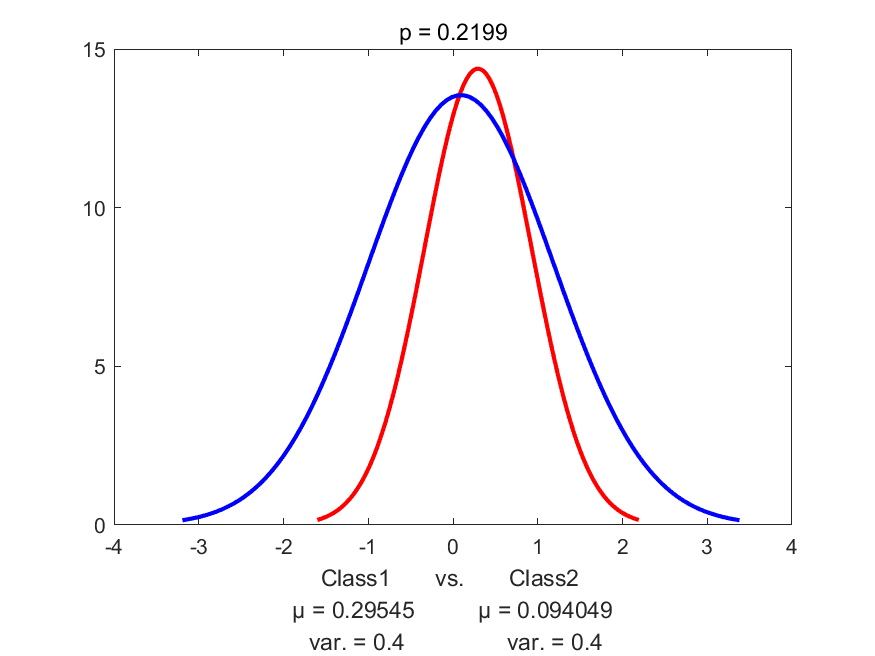 p = 0.2199
15
10
5
0
-4 -3 -2 -1 0 1 2 3 4
Class1 vs. Class2
μ = 0.29545 μ = 0.094049
var. = 0.4 var. = 0.4